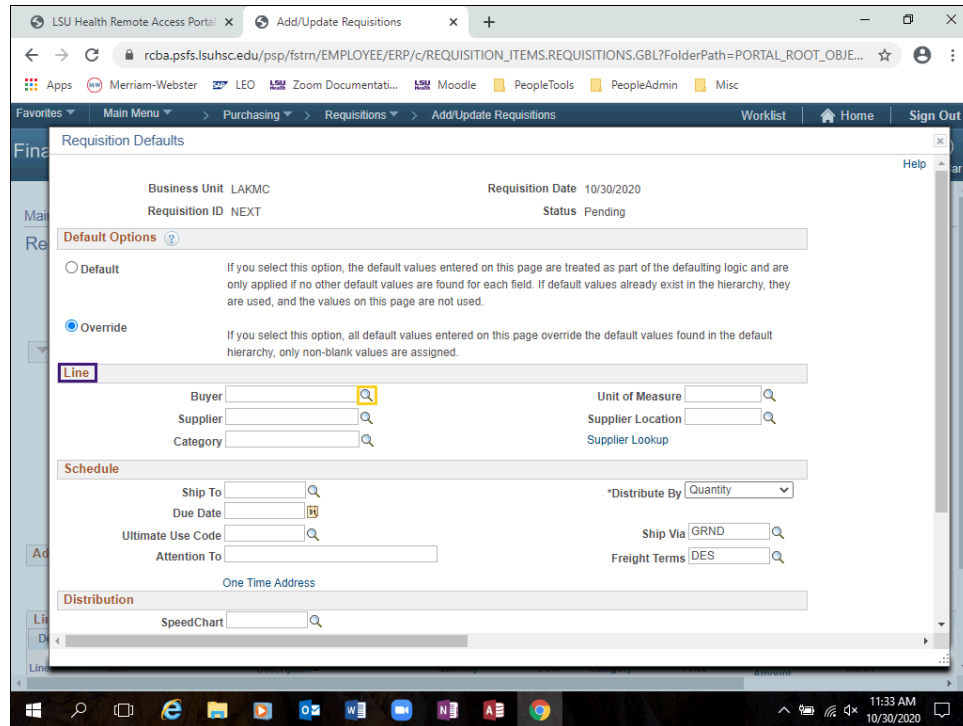 LSU Health Remote Access Portal
Add/Update Requisitions
rcba.psfs.lsuhsc.edu/psp/fstrn/EMPLOYEE/ERP/c/REQUISITION_ITEMS.REQUISITIONS.GBL?FolderPath=PORTAL_ROOT_OBJE...
Apps Merriam-Webster LEO Zoom Documentati... Moodle PeopleTools PeopleAdmin Misc
Favorites Main Menu > Purchasing > Requisitions > Add/Update Requisitions Worklist Home Sign Out
Fina
Requisition Defaults
Help
Business Unit LAKMC Requisition Date 10/30/2020
Requisition ID NEXT Status Pending
Mai
Re
Default Options ?
Default If you select this option, the default values entered on this page are treated as part of the defaulting logic and are
only applied if no other default values are found for each field. If default values already exist in the hierarchy, they
are used, and the values on this page are not used.
Override If you select this option, all default values entered on this page override the default values found in the default
hierarchy, only non-blank values are assigned.
Line
Buyer Unit of Measure
Supplier Supplier Location
Category Supplier Lookup
Schedule
Ship To *Distribute By Quantity
Due Date
Ultimate Use Code Ship Via GRND
Attention To Freight Terms DES
Ad
One Time Address
Distribution
SpeedChart
Lin
Line
11:33 AM
10/30/2020